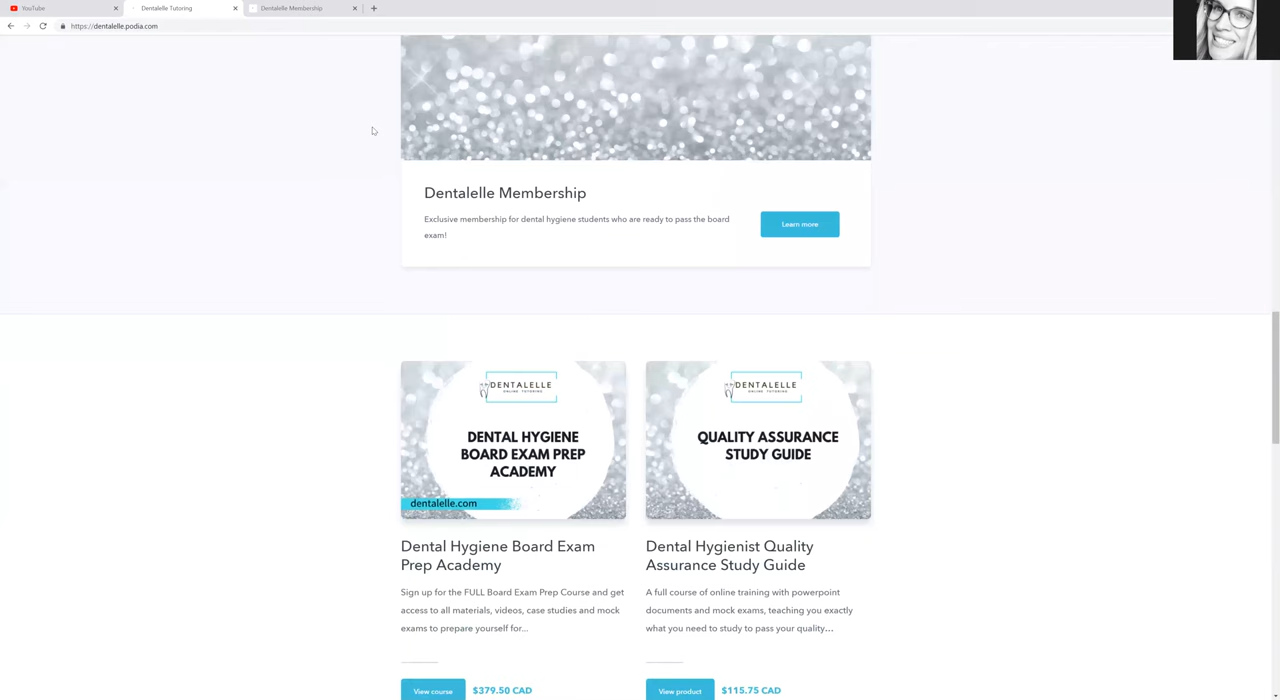 YouTube
Dentalelle Tutoring
Dentalelle Membership
https://dentalelle.podia.com
Dentalelle Membership
Exclusive membership for dental hygiene students who are ready to pass the board
exam!
Learn more
DENTALELLE
ONLINE TUTORING
DENTAL HYGIENE
BOARD EXAM PREP
ACADEMY
dentalelle.com
DENTALELLE
ONLINE TUTORING
QUALITY ASSURANCE
STUDY GUIDE
Dental Hygiene Board Exam
Prep Academy
Sign up for the FULL Board Exam Prep Course and get
access to all materials, videos, case studies and mock
exams to prepare yourself for...
View course
$379.50 CAD
Dental Hygienist Quality
Assurance Study Guide
A full course of online training with powerpoint
documents and mock exams, teaching you exactly
what you need to study to pass your quality...
View product
$115.75 CAD